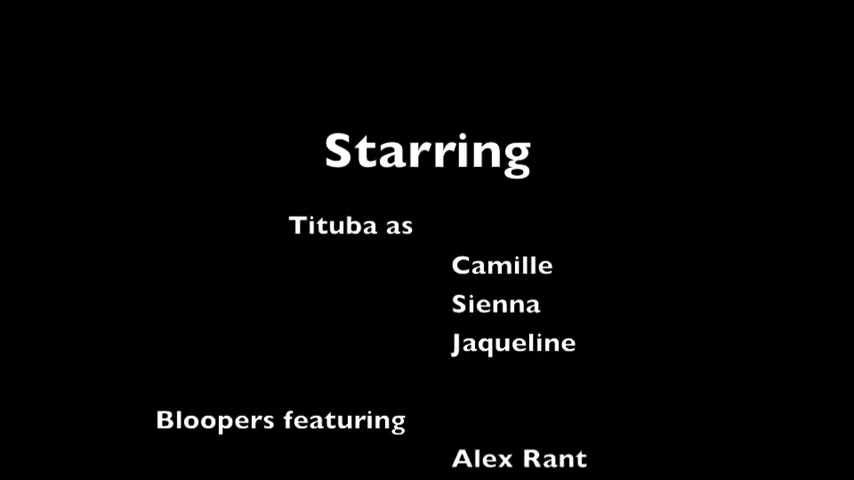 Starring
Tituba as
Camille
Sienna
Jaqueline
Bloopers featuring
Alex Rant